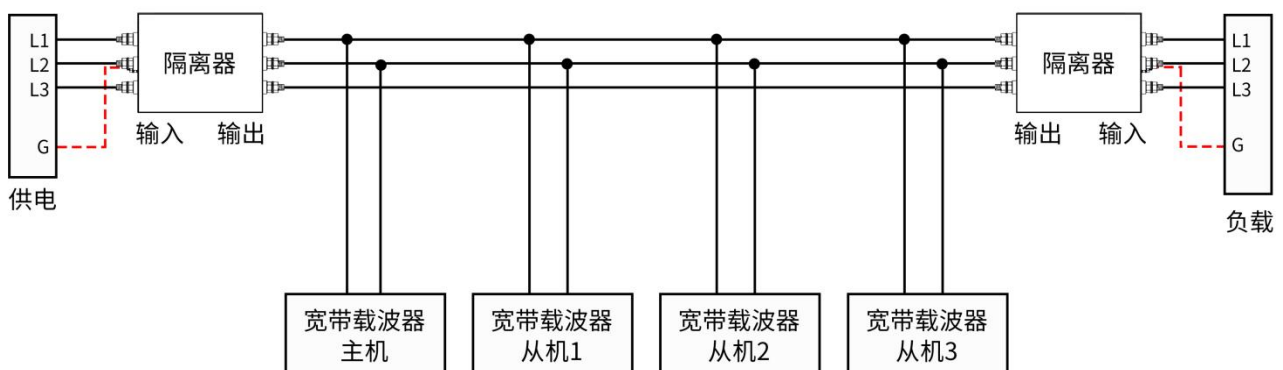 L1
L2
L3
G
供电
隔离器
输入 输出
隔离器
输出 输入
L1
L2
L3
G
负载
宽带载波器
主机
宽带载波器
从机1
宽带载波器
从机2
宽带载波器
从机3